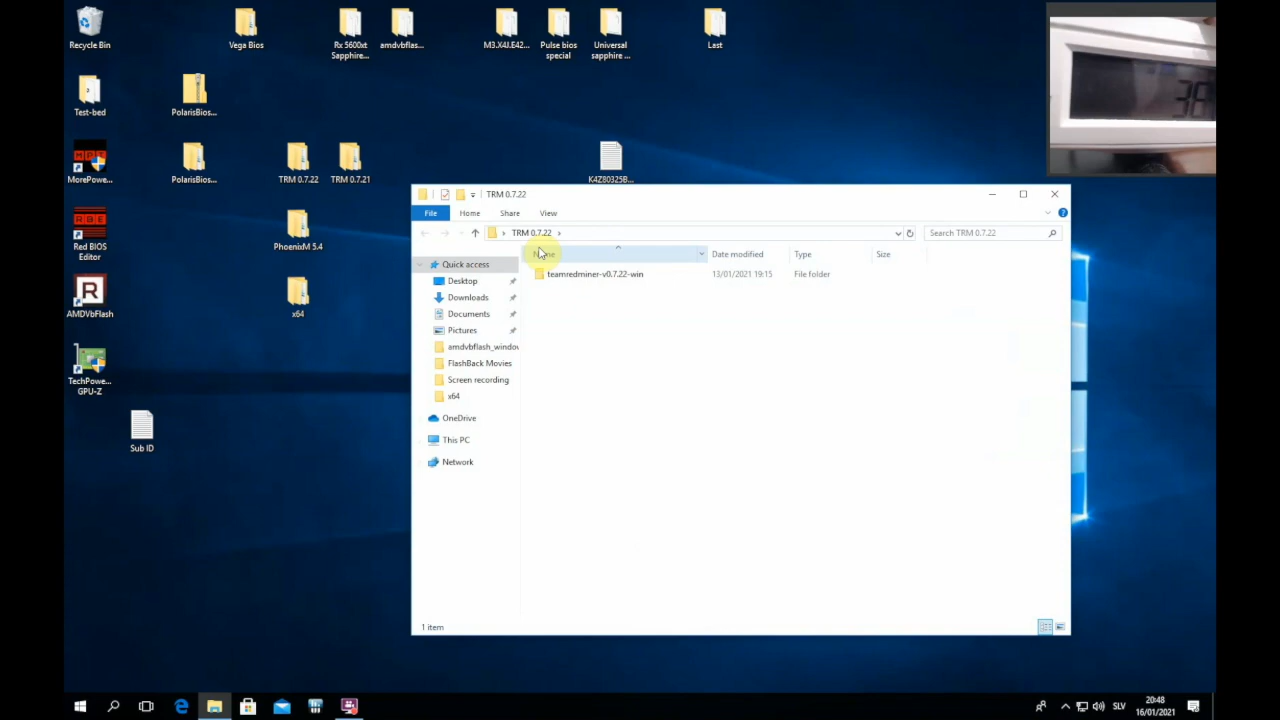 Recycle Bin
Vega Bios
Rx 5600xt
Sapphire...
amdvbflas...
M3.X4J.E42...
Pulse bios
special
Universal
sapphire ...
Last
Test-bed
PolarisBios...
MorePowe...
PolarisBios...
TRM 0.7.22
TRM 0.7.21
K4Z80325B...
Red BIOS
Editor
PhoenixM 5.4
AMDVbFlash
x64
TechPowe...
GPU-Z
Sub ID
TRM 0.7.22
File
Home
Share
View
TRM 0.7.22
Search TRM 0.7.22
Name
Date modified
Type
Size
teamredminer-v0.7.22-win
13/01/2021 19:15
File folder
Quick access
Desktop
Downloads
Documents
Pictures
amdvbflash_window
FlashBack Movies
Screen recording
x64
OneDrive
This PC
Network
1 item
SLV
20:48
16/01/2021